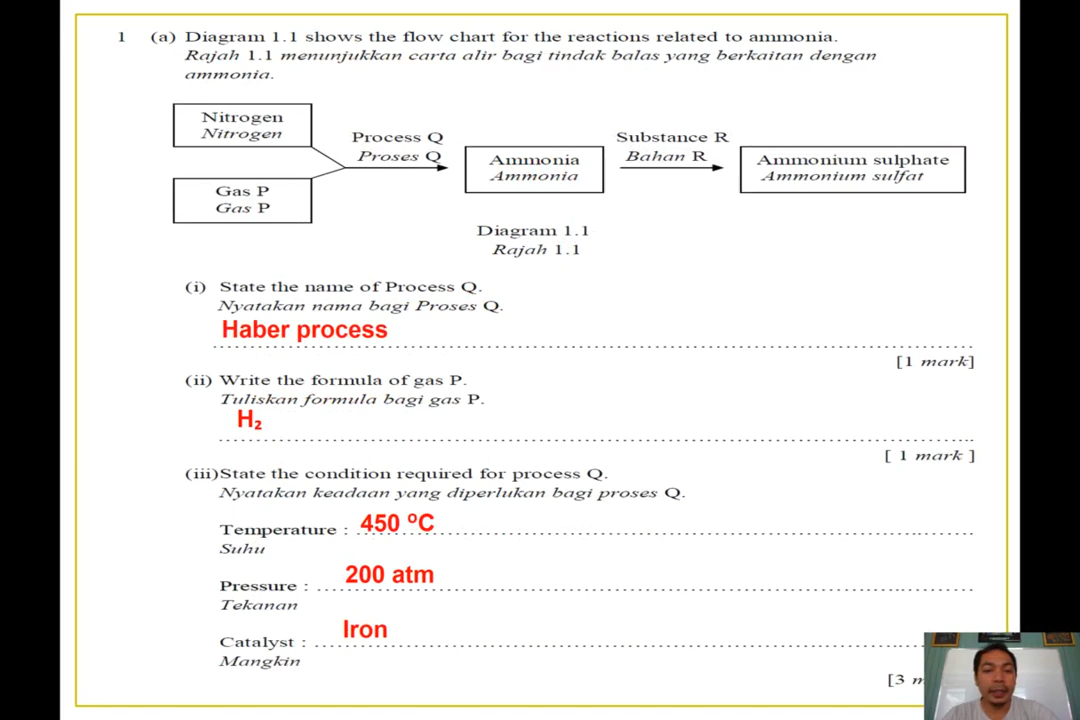 1 (a) Diagram 1.1 shows the flow chart for the reactions related to ammonia.
Rajah 1.1 menunjukkan carta alir bagi tindak balas yang berkaitan dengan
ammonia.
Nitrogen
Nitrogen
Gas P
Gas P
Process Q
Proses Q
Ammonia
Ammonia
Substance R
Bahan R
Ammonium sulphate
Ammonium sulfat
Diagram 1.1
Rajah 1.1
(i) State the name of Process Q.
Nyatakan nama bagi Proses Q.
Haber process
[1 mark]
(ii) Write the formula of gas P.
Tuliskan formula bagi gas P.
H₂
[ 1 mark ]
(iii) State the condition required for process Q.
Nyatakan keadaan yang diperlukan bagi proses Q.
Temperature : 450 ºC
Suhu
Pressure : 200 atm
Tekanan
Catalyst : Iron
Mangkin
[3 m